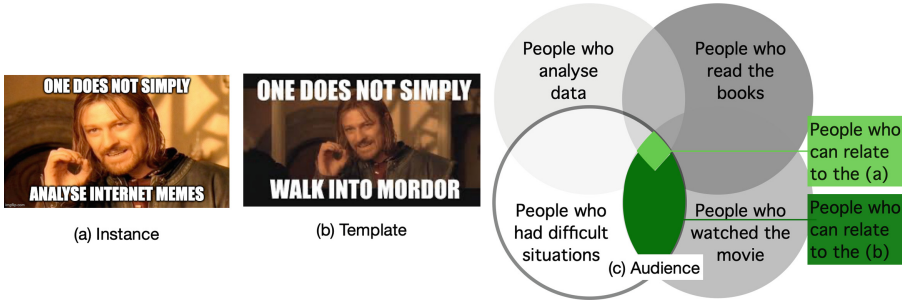 ONE DOES NOT SIMPLY
ANALYSE INTERNET MEMES
imgflip.com
(a) Instance
ONE DOES NOT SIMPLY
WALK INTO MORDOR
(b) Template
People who
analyse
data
People who
read the
books
People who
had difficult
situations
People who
watched the
movie
(c) Audience
People who
can relate
to the (a)
People who
can relate
to the (b)